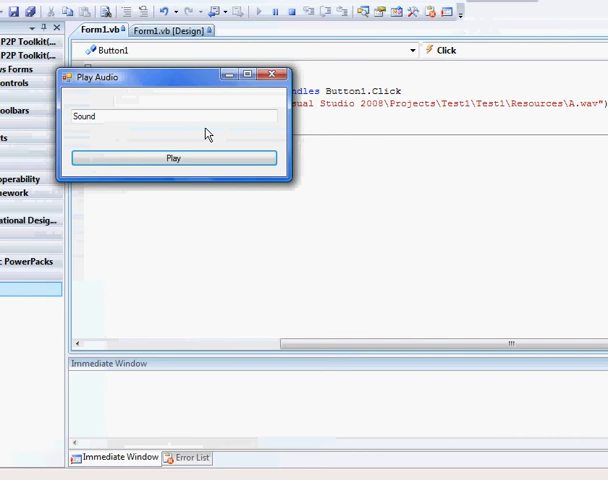 Form1.vb
Form1.vb [Design]
P2P Toolkit(...
P2P Toolkit(...
ws Forms
ontrols
oolbars
ts
operability
nework
ational Desig...
c PowerPacks
Button1
Click
Play Audio
Sound
Play
ndles Button1.Click
sual Studio 2008\Projects\Test1\Test1\Resources\A.wav")
Immediate Window
Immediate Window
Error List